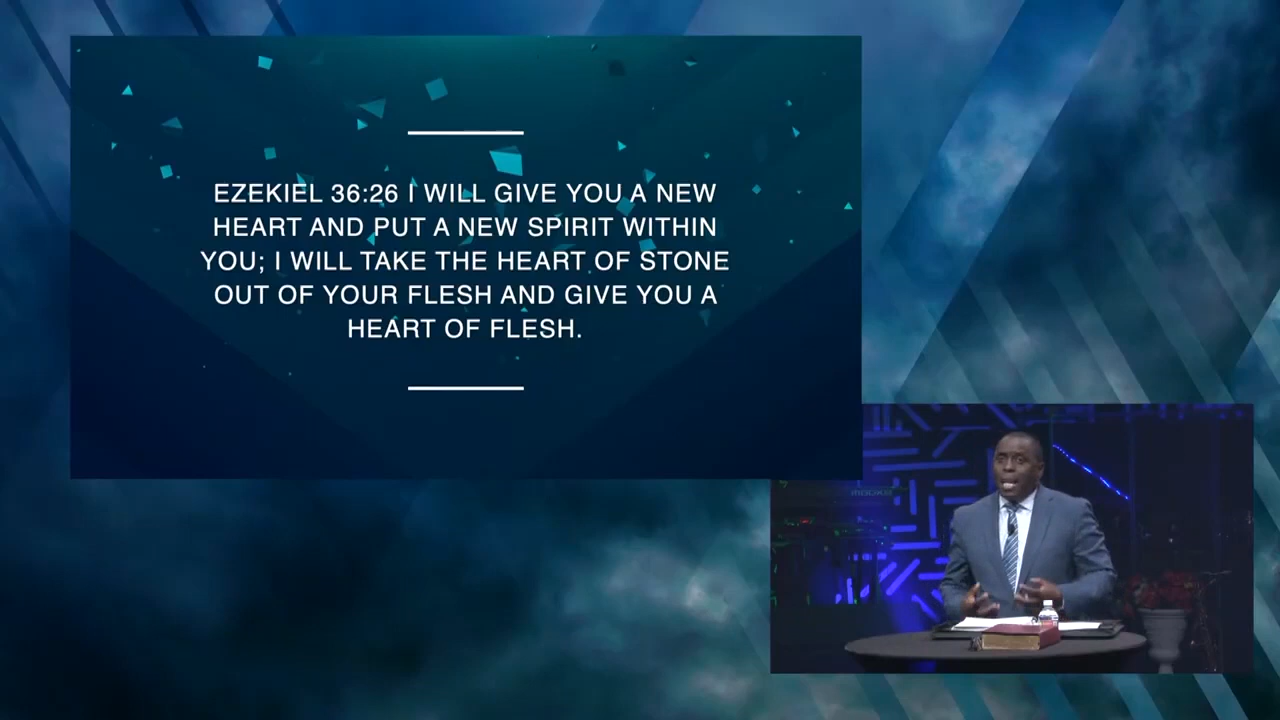 EZEKIEL 36:26 I WILL GIVE YOU A NEW
HEART AND PUT A NEW SPIRIT WITHIN
YOU; I WILL TAKE THE HEART OF STONE
OUT OF YOUR FLESH AND GIVE YOU A
HEART OF FLESH.